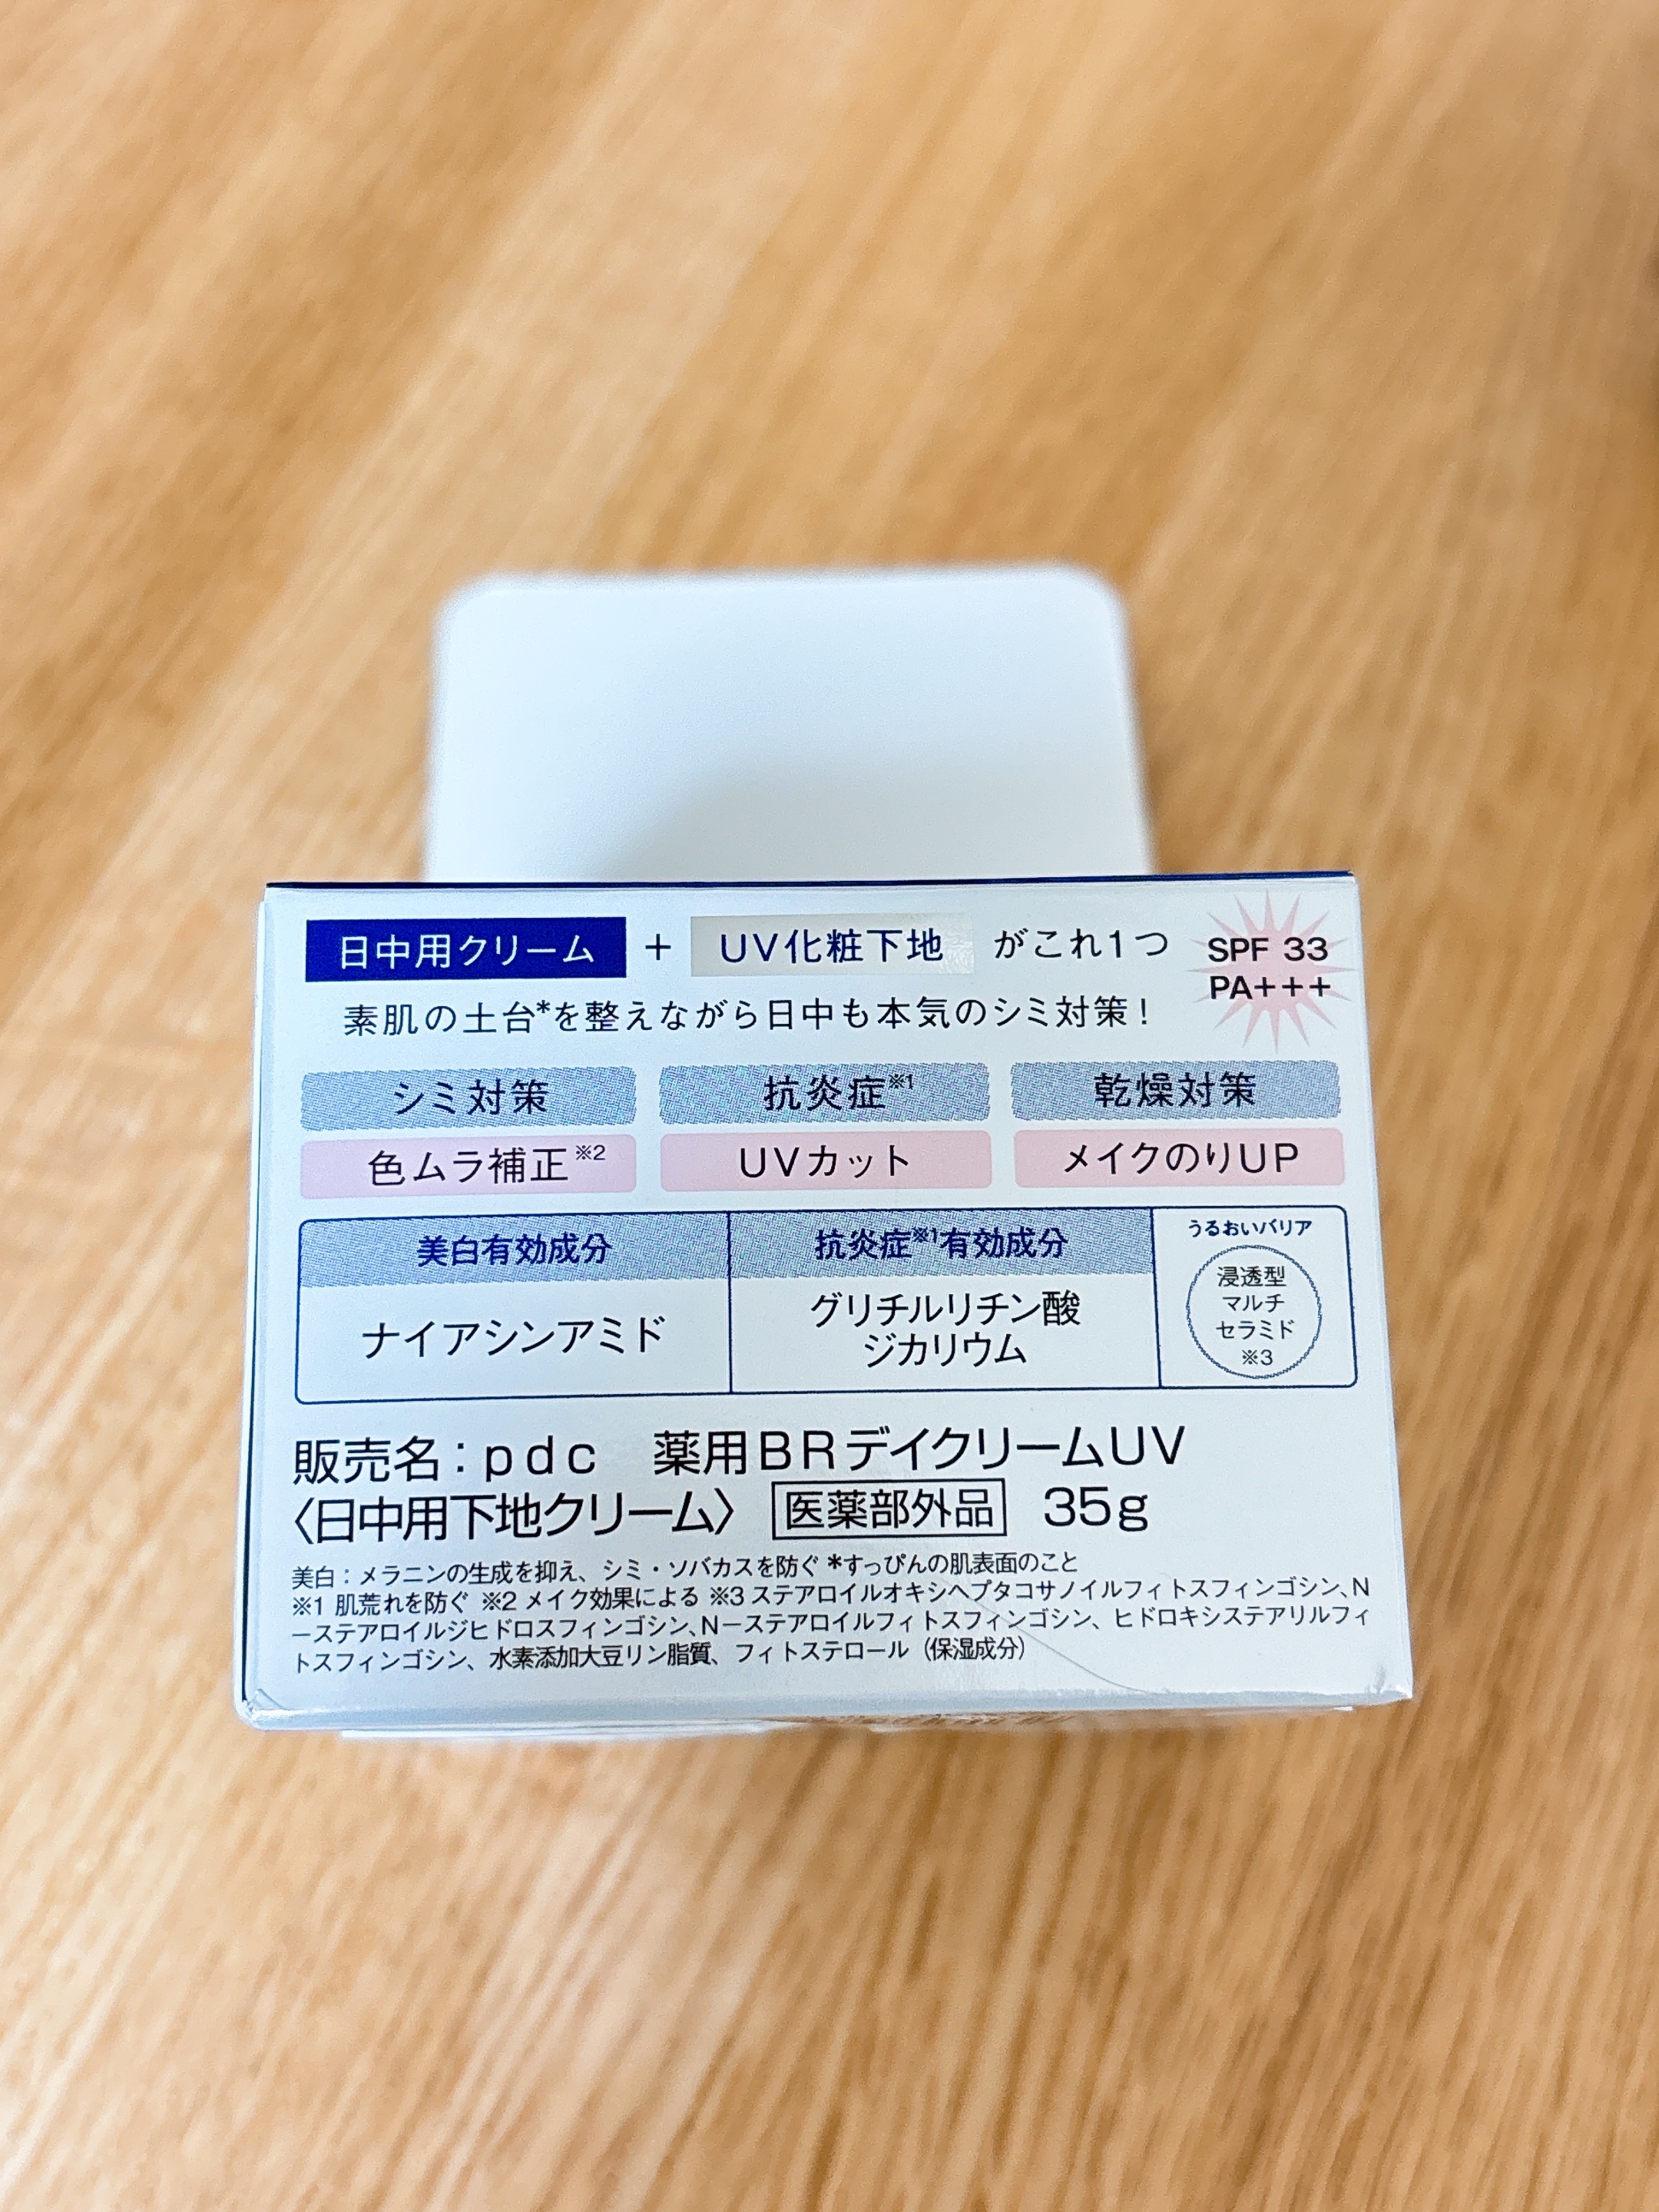 日中用クリーム + UV化粧下地 がこれ1つ
SPF 33
PA+++
素肌の土台*を整えながら日中も本気のシミ対策!
シミ対策 抗炎症※1 乾燥対策
色ムラ補正※2 UVカット メイクのりUP
美白有効成分 抗炎症※1有効成分
ナイアシンアミド
グリチルリチン酸
ジカリウム
うるおいバリア
浸透型
マルチ
セラミド
※3
販売名:pdc 薬用BRデイクリームUV
〈日中用下地クリーム〉 医薬部外品 35g
美白:メラニンの生成を抑え、シミ・ソバカスを防ぐ *すっぴんの肌表面のこと
※1 肌荒れを防ぐ ※2 メイク効果による ※3 ステアロイルオキシヘプタコサノイルフィトスフィンゴシン、N
ーステアロイルジヒドロスフィンゴシン、Nーステアロイルフィトスフィンゴシン、ヒドロキシステアリルフィ
トスフィンゴシン、水素添加大豆リン脂質、フィトステロール(保湿成分)